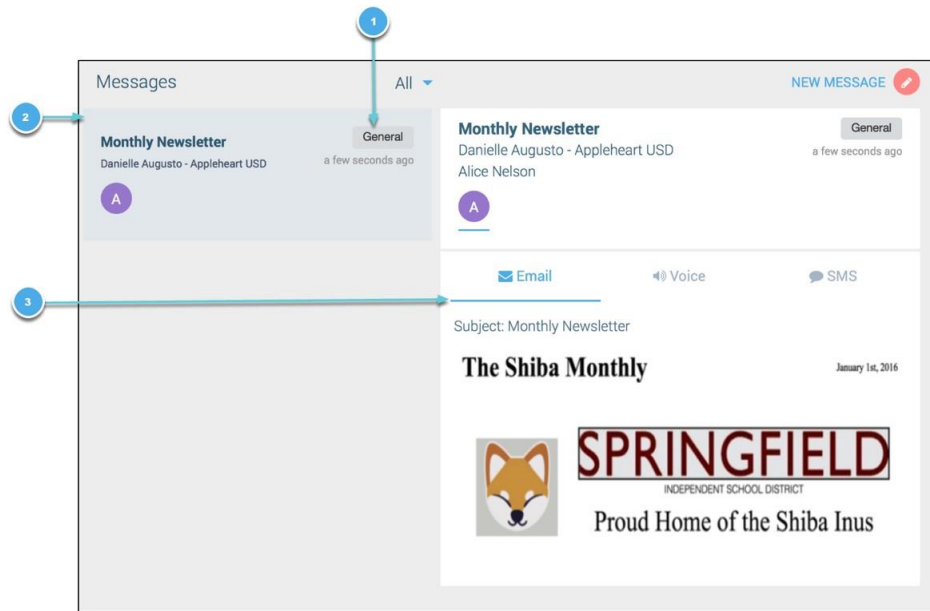 1
Messages
All
NEW MESSAGE
2
Monthly Newsletter
General
Danielle Augusto - Appleheart USD
a few seconds ago
A
Monthly Newsletter
General
Danielle Augusto - Appleheart USD
a few seconds ago
Alice Nelson
A
3
Email
Voice
SMS
Subject: Monthly Newsletter
The Shiba Monthly
January 1st, 2016
SPRINGFIELD
INDEPENDENT SCHOOL DISTRICT
Proud Home of the Shiba Inus